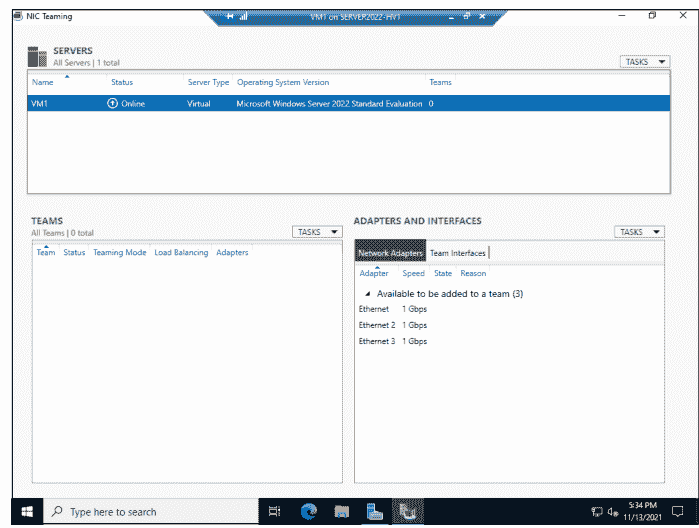 NIC Teaming
VM1 on SERVER2022-HV1
SERVERS
All Servers | 1 total
TASKS
Name Status Server Type Operating System Version Teams
VM1 Online Virtual Microsoft Windows Server 2022 Standard Evaluation 0
TEAMS
All Teams | 0 total
TASKS
Team Status Teaming Mode Load Balancing Adapters
ADAPTERS AND INTERFACES
TASKS
Network Adapters Team Interfaces
Adapter Speed State Reason
Available to be added to a team (3)
Ethernet 1 Gbps
Ethernet 2 1 Gbps
Ethernet 3 1 Gbps
Type here to search
5:34 PM
11/13/2021